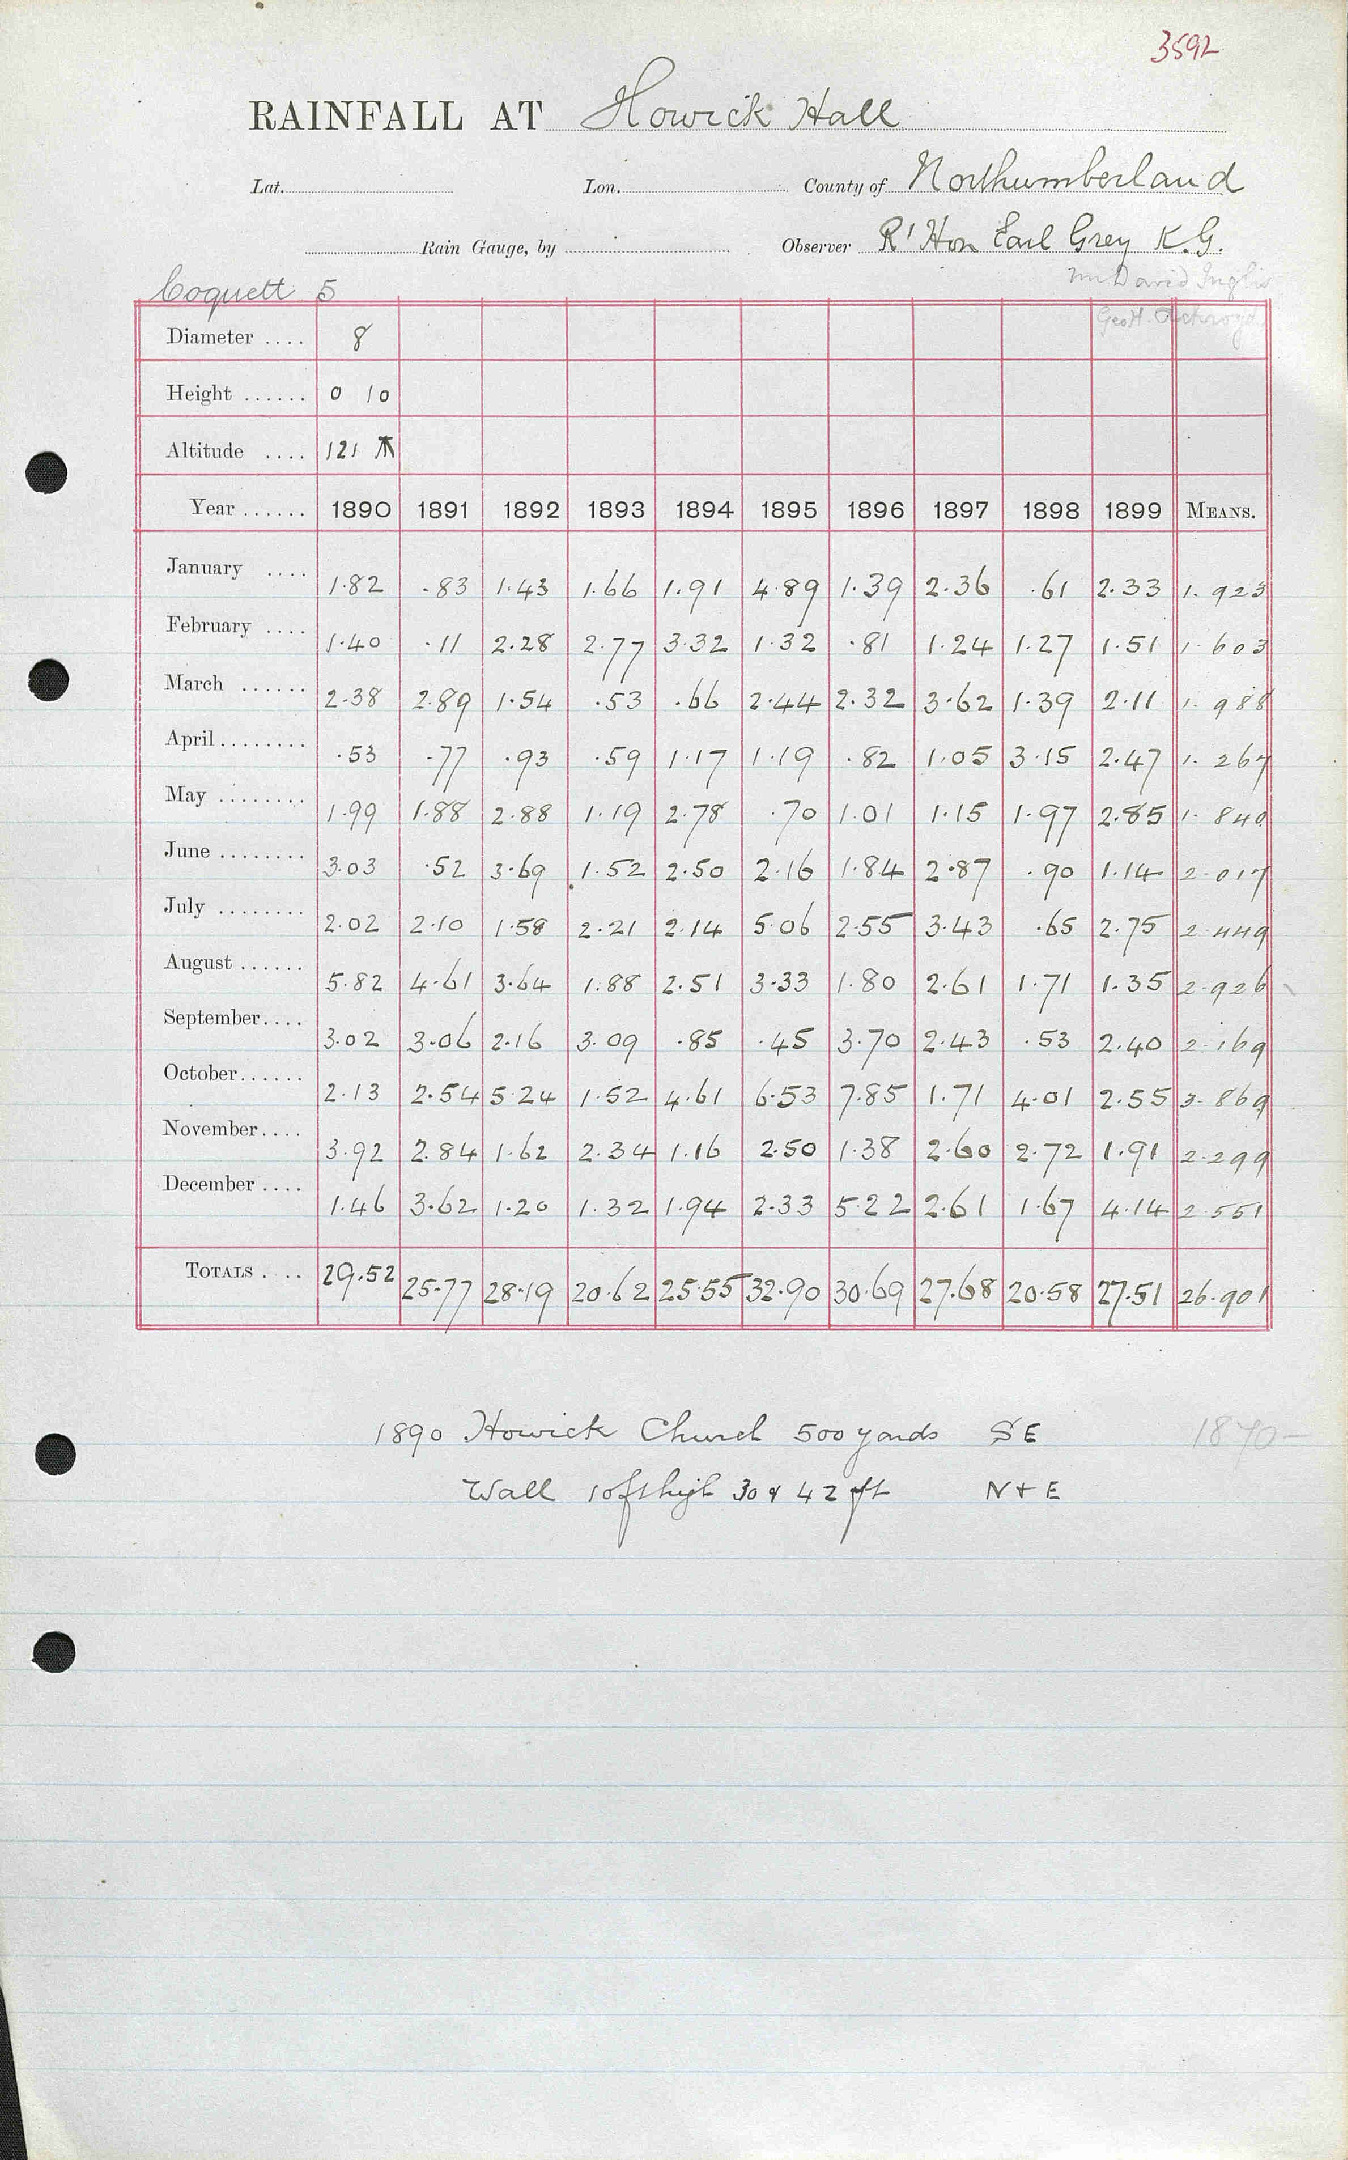 3592
RAINFALL AT Howick Hall
Lat. Lon. County of Northumberland
Rain Gauge, by Observer Rt Hon Earl Grey K.G.
Mr David Inglis
Coquett 5
Geo H.
Diameter .... 8
Height ...... 0 10
Altitude .... 121
Year ...... 1890 1891 1892 1893 1894 1895 1896 1897 1898 1899 MEANS.
January .... 1.82 .83 1.43 1.66 1.91 4.89 1.39 2.36 .61 2.33 1.923
February .... 1.40 .11 2.28 2.77 3.32 1.32 .81 1.24 1.27 1.51 1.603
March ...... 2.38 2.89 1.54 .53 .66 2.44 2.32 3.62 1.39 2.11 1.988
April ........ .53 .77 .93 .59 1.17 1.19 .82 1.05 3.15 2.47 1.267
May ........ 1.99 1.88 2.88 1.19 2.78 .70 1.01 1.15 1.97 2.85 1.840
June ........ 3.03 .52 3.69 1.52 2.50 2.16 1.84 2.87 .90 1.14 2.017
July ........ 2.02 2.10 1.58 2.21 2.14 5.06 2.55 3.43 .65 2.75 2.449
August ...... 5.82 4.61 3.64 1.88 2.51 3.33 1.80 2.61 1.71 1.35 2.926
September .... 3.02 3.06 2.16 3.09 .85 .45 3.70 2.43 .53 2.40 2.169
October ...... 2.13 2.54 5.24 1.52 4.61 6.53 7.85 1.71 4.01 2.55 3.869
November .... 3.92 2.84 1.62 2.34 1.16 2.50 1.38 2.60 2.72 1.91 2.299
December .... 1.46 3.62 1.20 1.32 1.94 2.33 5.22 2.61 1.67 4.14 2.551
TOTALS .... 29.52 25.77 28.19 20.62 25.55 32.90 30.69 27.68 20.58 27.51 26.901
1890 Howick Church 500 yards SE 1870-
Wall 10ft high 30 & 42 ft N + E